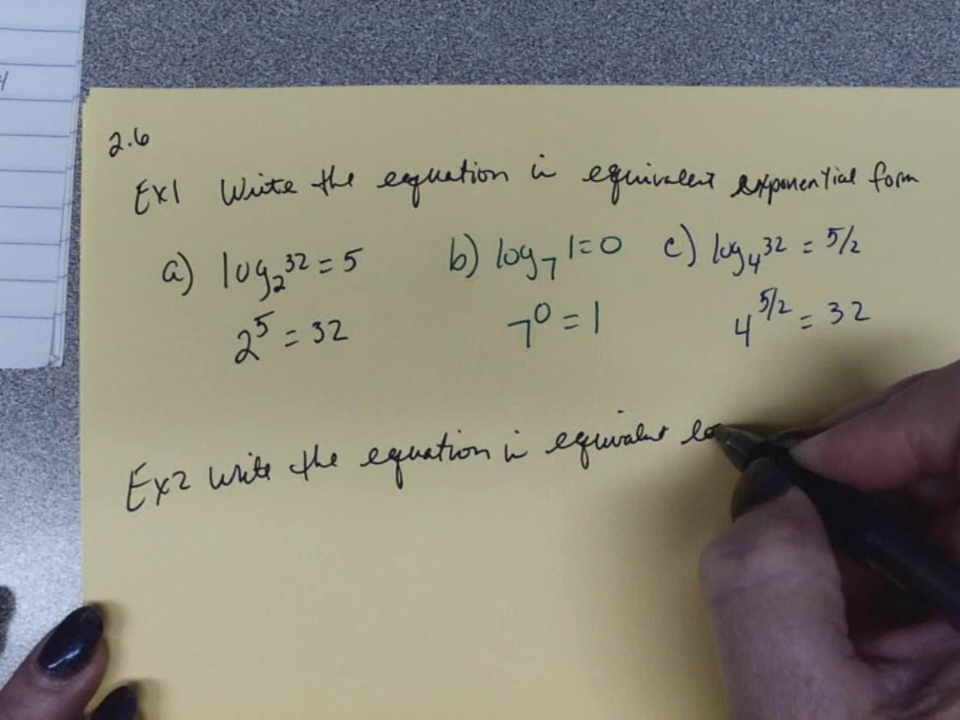 2.6
Ex1 Write the equation in equivalent exponential form
a) log₂32 = 5 b) log₇1 = 0 c) log₄32 = 5/2
2⁵ = 32 7⁰ = 1 4^5/2 = 32
Ex2 Write the equation in equivalent